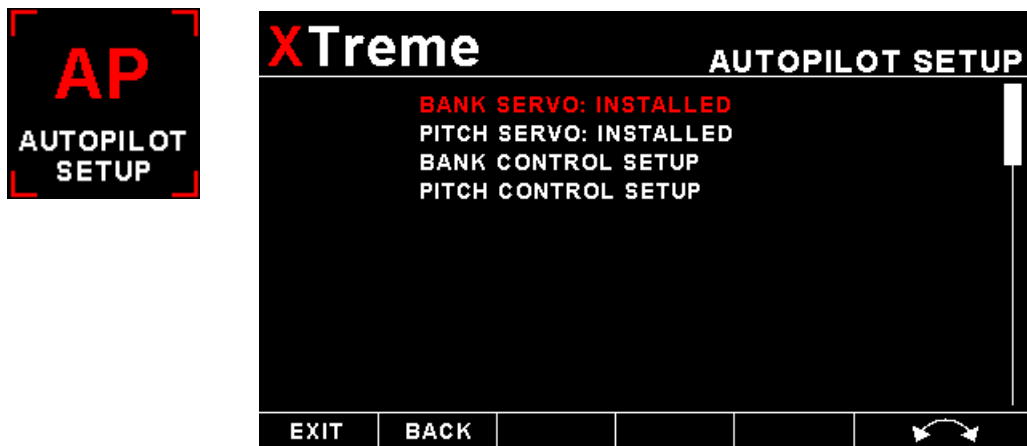 AP
AUTOPILOT
SETUP
XTreme
AUTOPILOT SETUP
BANK SERVO: INSTALLED
PITCH SERVO: INSTALLED
BANK CONTROL SETUP
PITCH CONTROL SETUP
EXIT BACK